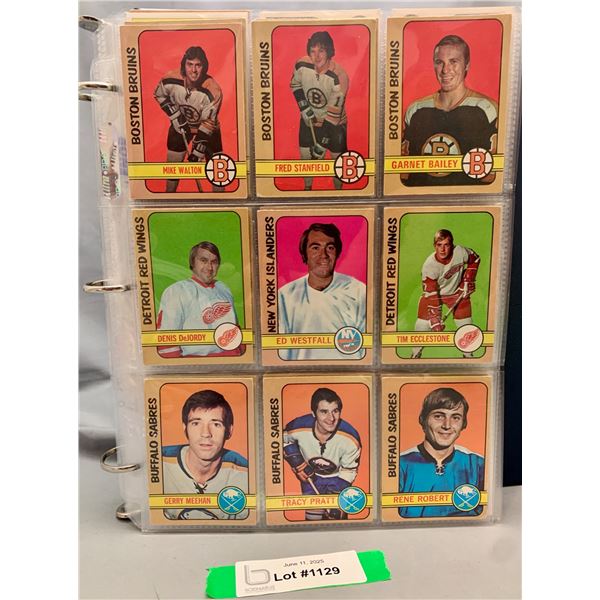 BOSTON BRUINS
MIKE WALTON
B
BOSTON BRUINS
FRED STANFIELD
B
BOSTON BRUINS
GARNET BAILEY
B
DETROIT RED WINGS
DENIS DeJORDY
NEW YORK ISLANDERS
ED WESTFALL
NY
DETROIT RED WINGS
TIM ECCLESTONE
BUFFALO SABRES
GERRY MEEHAN
BUFFALO SABRES
TRACY PRATT
BUFFALO SABRES
RENE ROBERT
June 11, 2025
Lot #1129